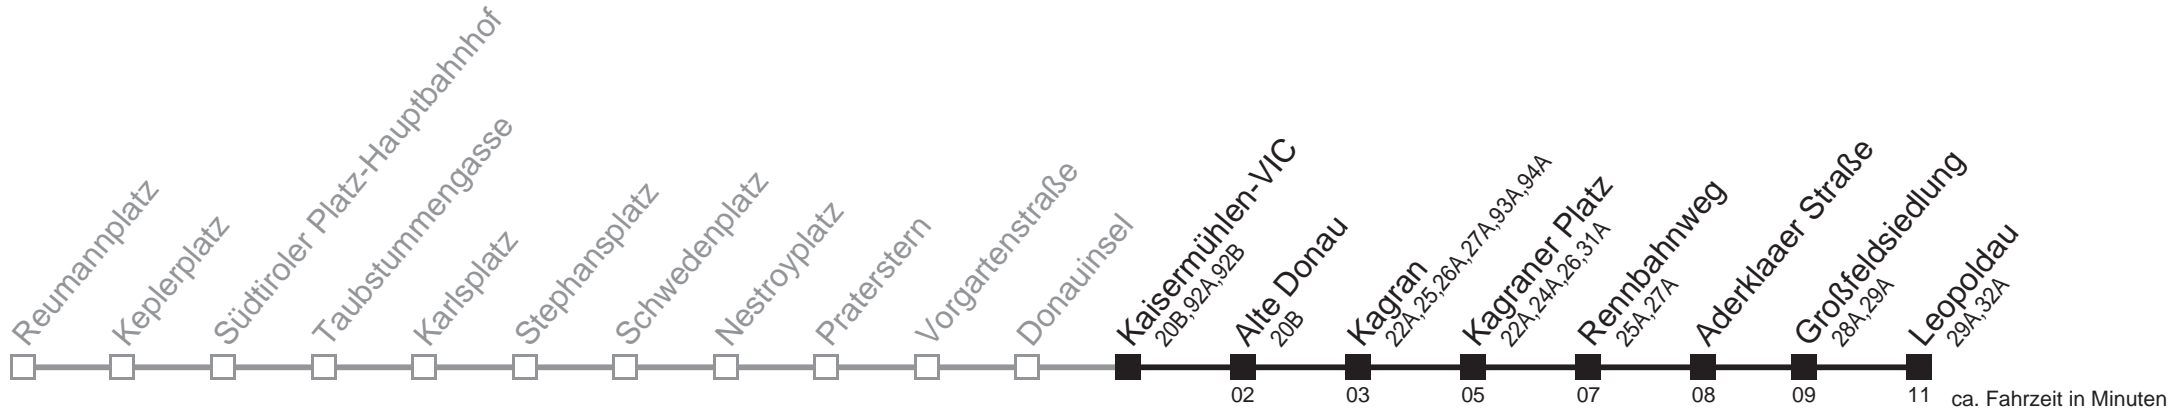 Reumannplatz
Keplerplatz
Südtiroler Platz-Hauptbahnhof
Taubstummengasse
Karlsplatz
Stephansplatz
Schwedenplatz
Nestroyplatz
Praterstern
Vorgartenstraße
Donauinsel
Kaisermühlen-VIC
20B,92A,92B
Alte Donau
20B
Kagran
22A,25,26A,27A,93A,94A
Kagraner Platz
22A,24A,26,31A
Rennbahnweg
25A,27A
Aderklaaer Straße
Großfeldsiedlung
28A,29A
Leopoldau
29A,32A
02 03 05 07 08 09 11 ca. Fahrzeit in Minuten